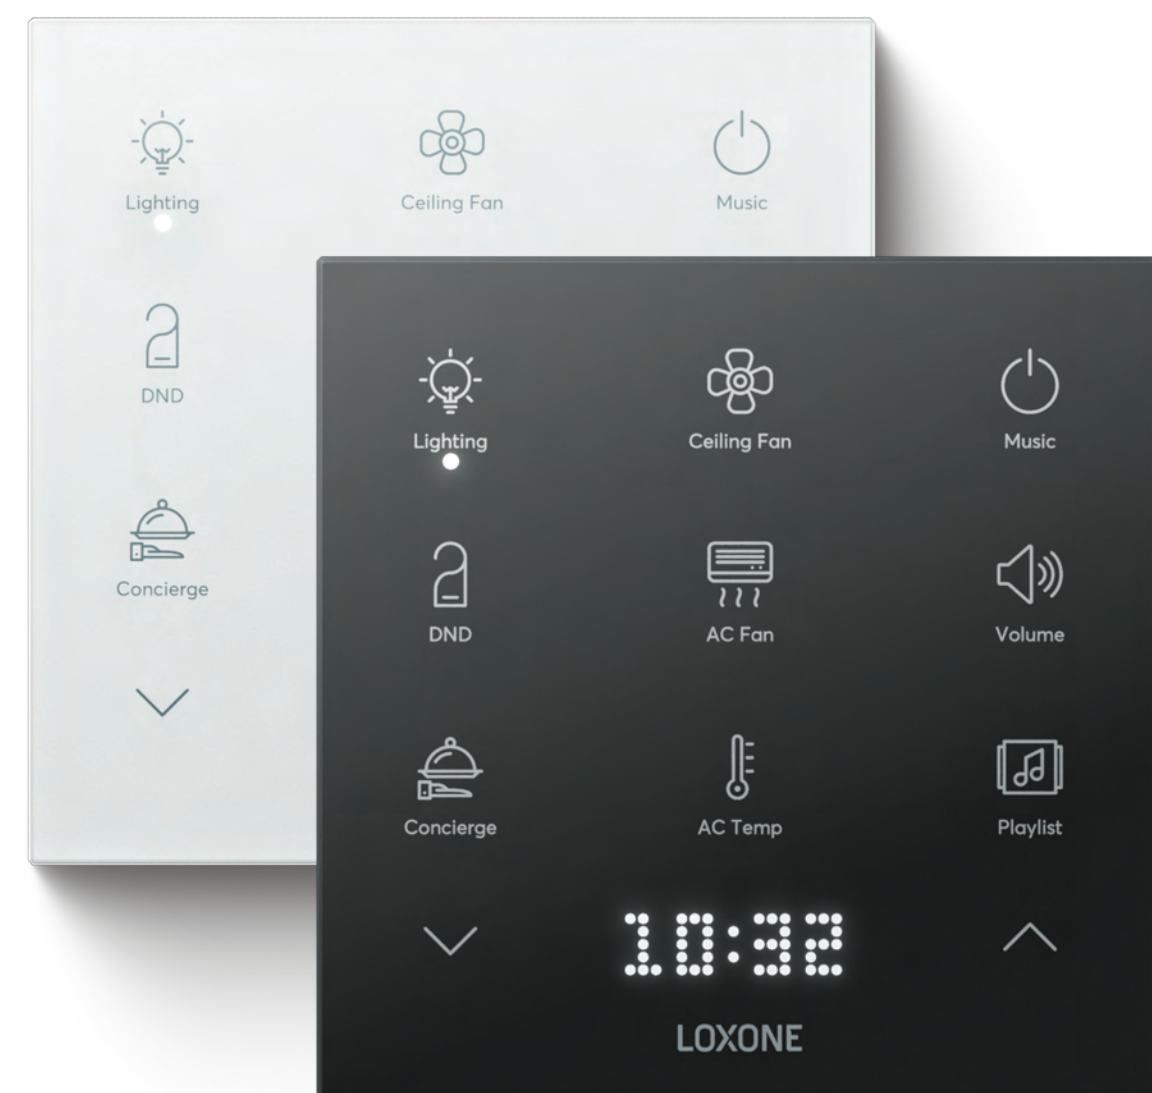 Lighting Ceiling Fan Music
DND
Concierge
Lighting Ceiling Fan Music
DND AC Fan Volume
Concierge AC Temp Playlist
10:32
LOXONE